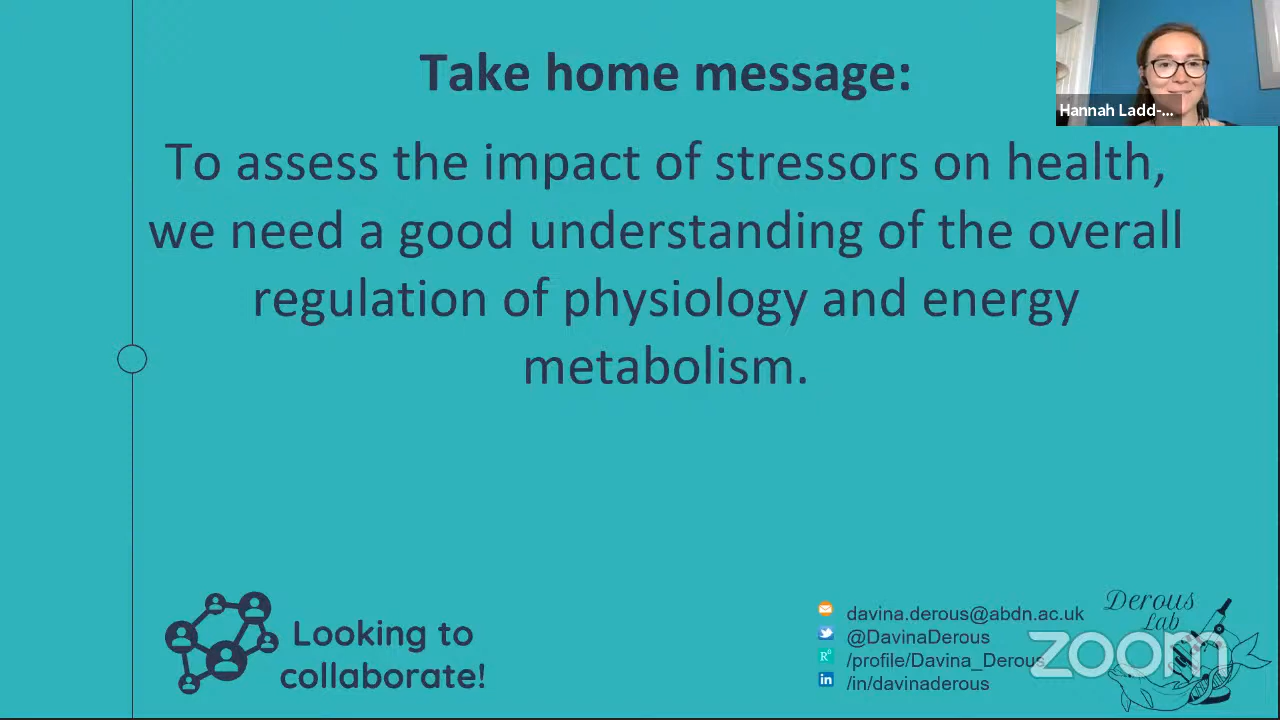 Take home message:
Hannah Ladd-...
To assess the impact of stressors on health,
we need a good understanding of the overall
regulation of physiology and energy
metabolism.
Looking to
collaborate!
davina.derous@abdn.ac.uk
@DavinaDerous
R^G
/profile/Davina_Derous
in
/in/davinaderous
Derous
Lab
zoom